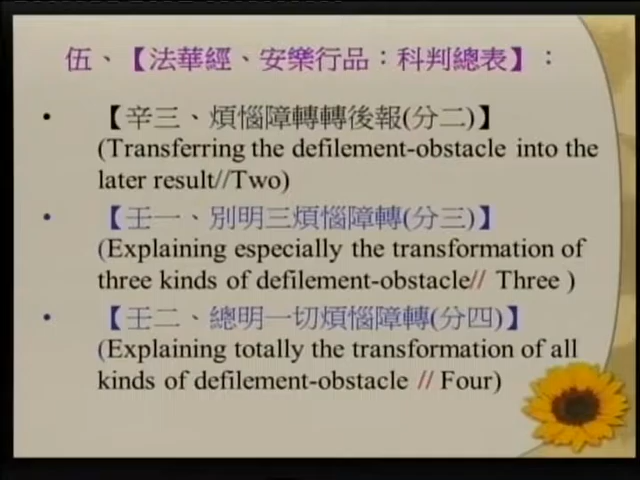 伍、【法華經、安樂行品：科判總表】：
• 【辛三、煩惱障轉轉後報(分二)】
(Transferring the defilement-obstacle into the
later result//Two)
• 【壬一、別明三煩惱障轉(分三)】
(Explaining especially the transformation of
three kinds of defilement-obstacle// Three )
• 【壬二、總明一切煩惱障轉(分四)】
(Explaining totally the transformation of all
kinds of defilement-obstacle // Four)